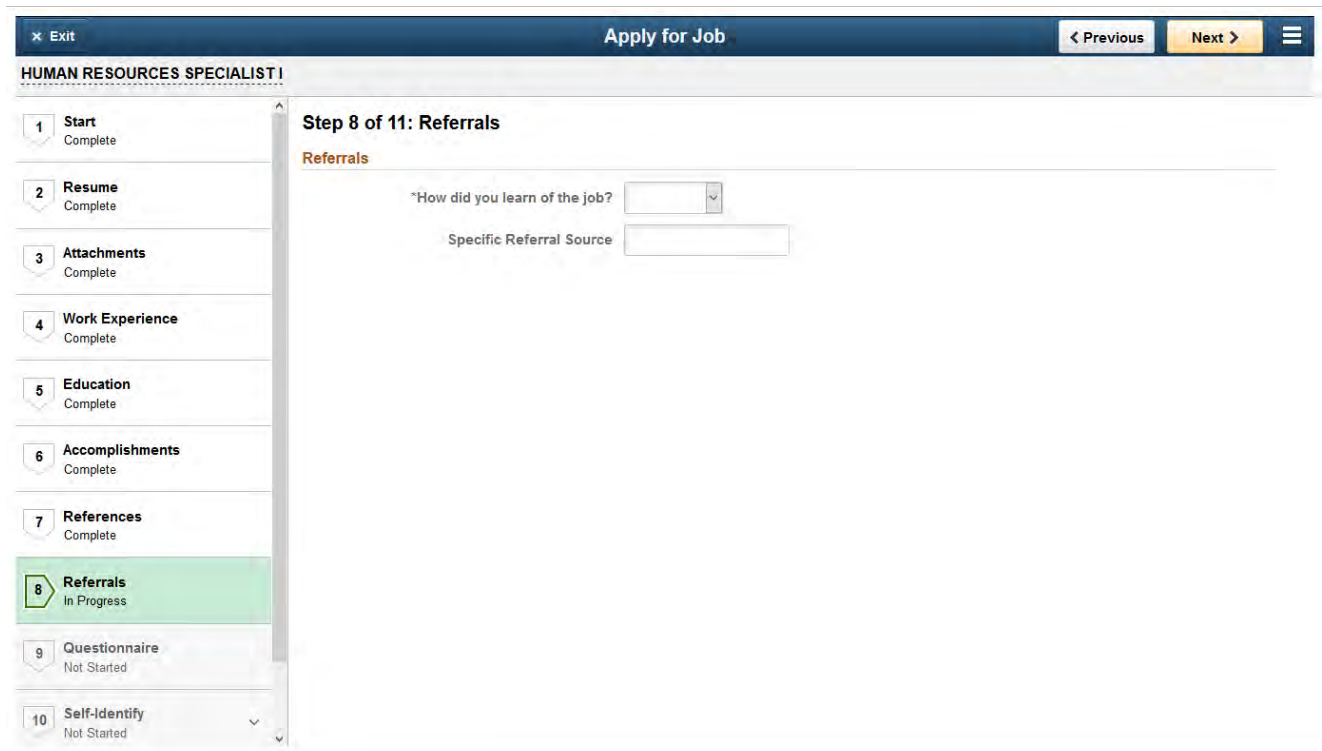 × Exit
Apply for Job
Previous
Next
HUMAN RESOURCES SPECIALIST I
1 Start
Complete
2 Resume
Complete
3 Attachments
Complete
4 Work Experience
Complete
5 Education
Complete
6 Accomplishments
Complete
7 References
Complete
8 Referrals
In Progress
9 Questionnaire
Not Started
10 Self-Identify
Not Started
Step 8 of 11: Referrals
Referrals
*How did you learn of the job?
Specific Referral Source